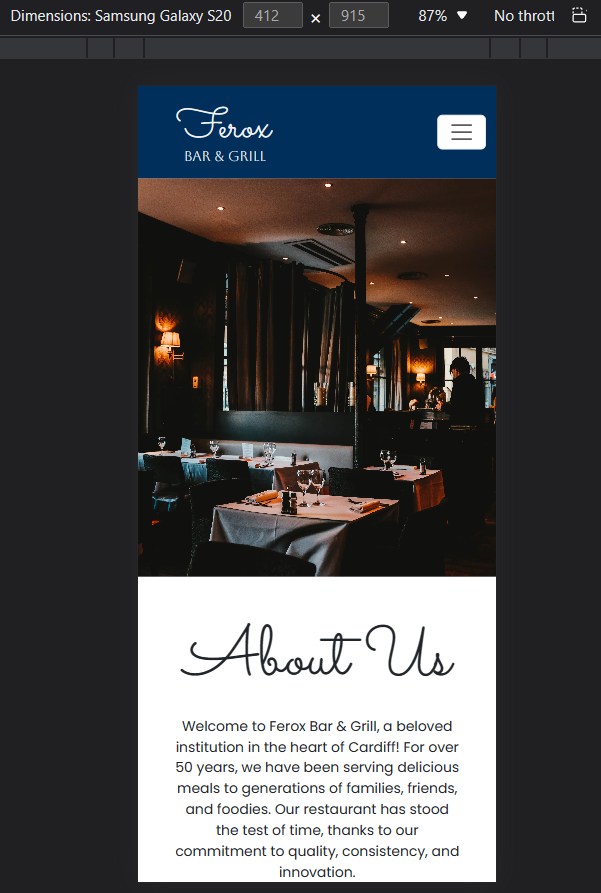 Dimensions: Samsung Galaxy S20 412 × 915 87% No thrott
Ferox
BAR & GRILL
About Us
Welcome to Ferox Bar & Grill, a beloved
institution in the heart of Cardiff! For over
50 years, we have been serving delicious
meals to generations of families, friends,
and foodies. Our restaurant has stood
the test of time, thanks to our
commitment to quality, consistency, and
innovation.